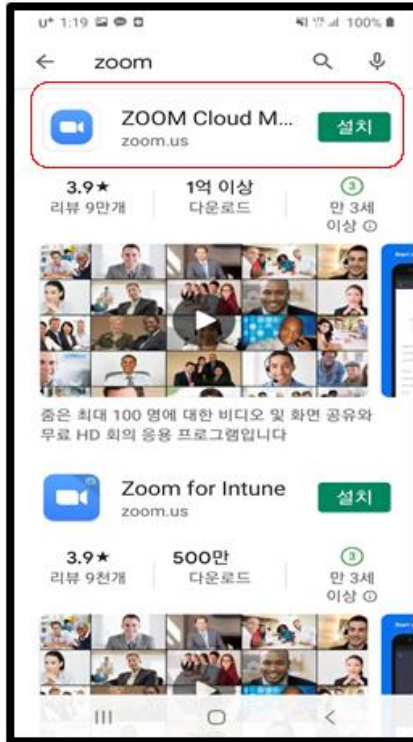 U+ 1:19 100%
zoom
ZOOM Cloud M...
zoom.us
설치
3.9★ 1억 이상 ③
리뷰 9만개 다운로드 만 3세
이상
줌은 최대 100 명에 대한 비디오 및 화면 공유와
무료 HD 회의 응용 프로그램입니다
Zoom for Intune
zoom.us
설치
3.9★ 500만 ③
리뷰 9천개 다운로드 만 3세
이상